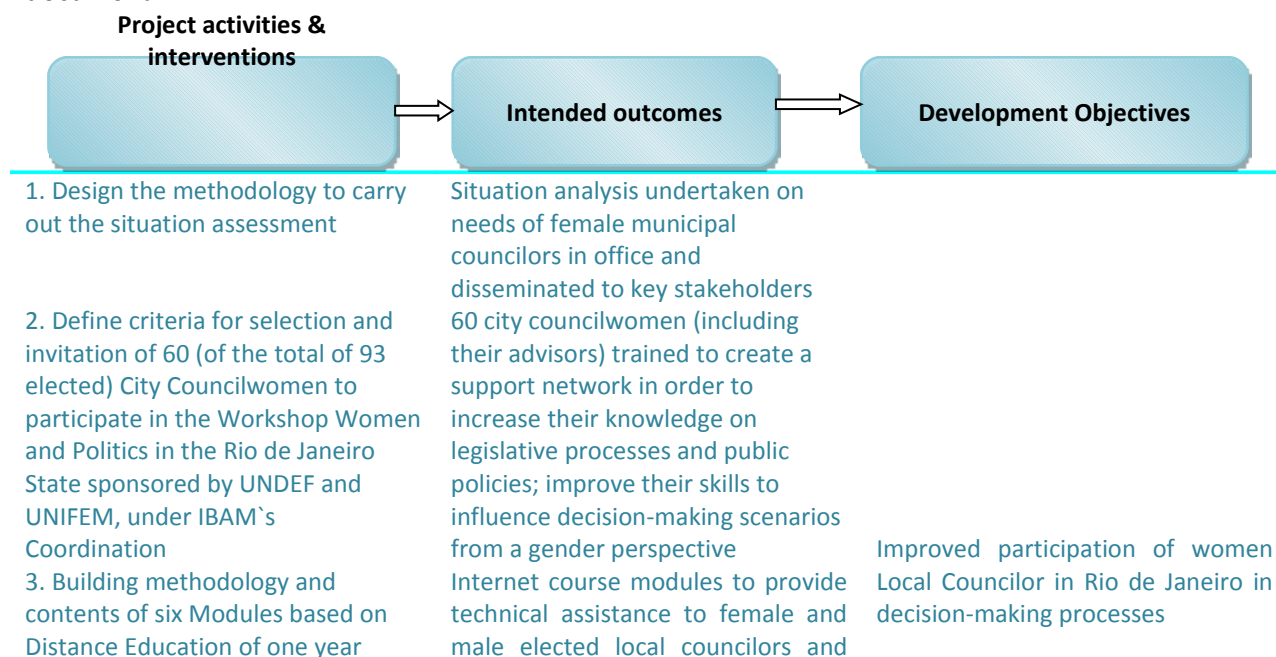 Project activities &
interventions
Intended outcomes
Development Objectives
1. Design the methodology to carry
out the situation assessment
Situation analysis undertaken on
needs of female municipal
councilors in office and
disseminated to key stakeholders
2. Define criteria for selection and
invitation of 60 (of the total of 93
elected) City Councilwomen to
participate in the Workshop Women
and Politics in the Rio de Janeiro
State sponsored by UNDEF and
UNIFEM, under IBAM`s
Coordination
60 city councilwomen (including
their advisors) trained to create a
support network in order to
increase their knowledge on
legislative processes and public
policies; improve their skills to
influence decision-making scenarios
from a gender perspective
3. Building methodology and
contents of six Modules based on
Distance Education of one year
Internet course modules to provide
technical assistance to female and
male elected local councilors and
Improved participation of women
Local Councilor in Rio de Janeiro in
decision-making processes